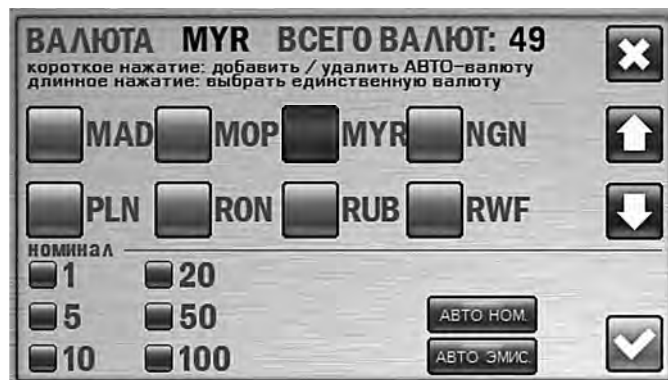 ВАЛЮТА MYR ВСЕГО ВАЛЮТ: 49
короткое нажатие: добавить / удалить АВТО-валюту
длинное нажатие: выбрать единственную валюту
MAD MOP MYR NGN
PLN RON RUB RWF
номинал
1 20
5 50 АВТО НОМ.
10 100 АВТО ЭМИС.